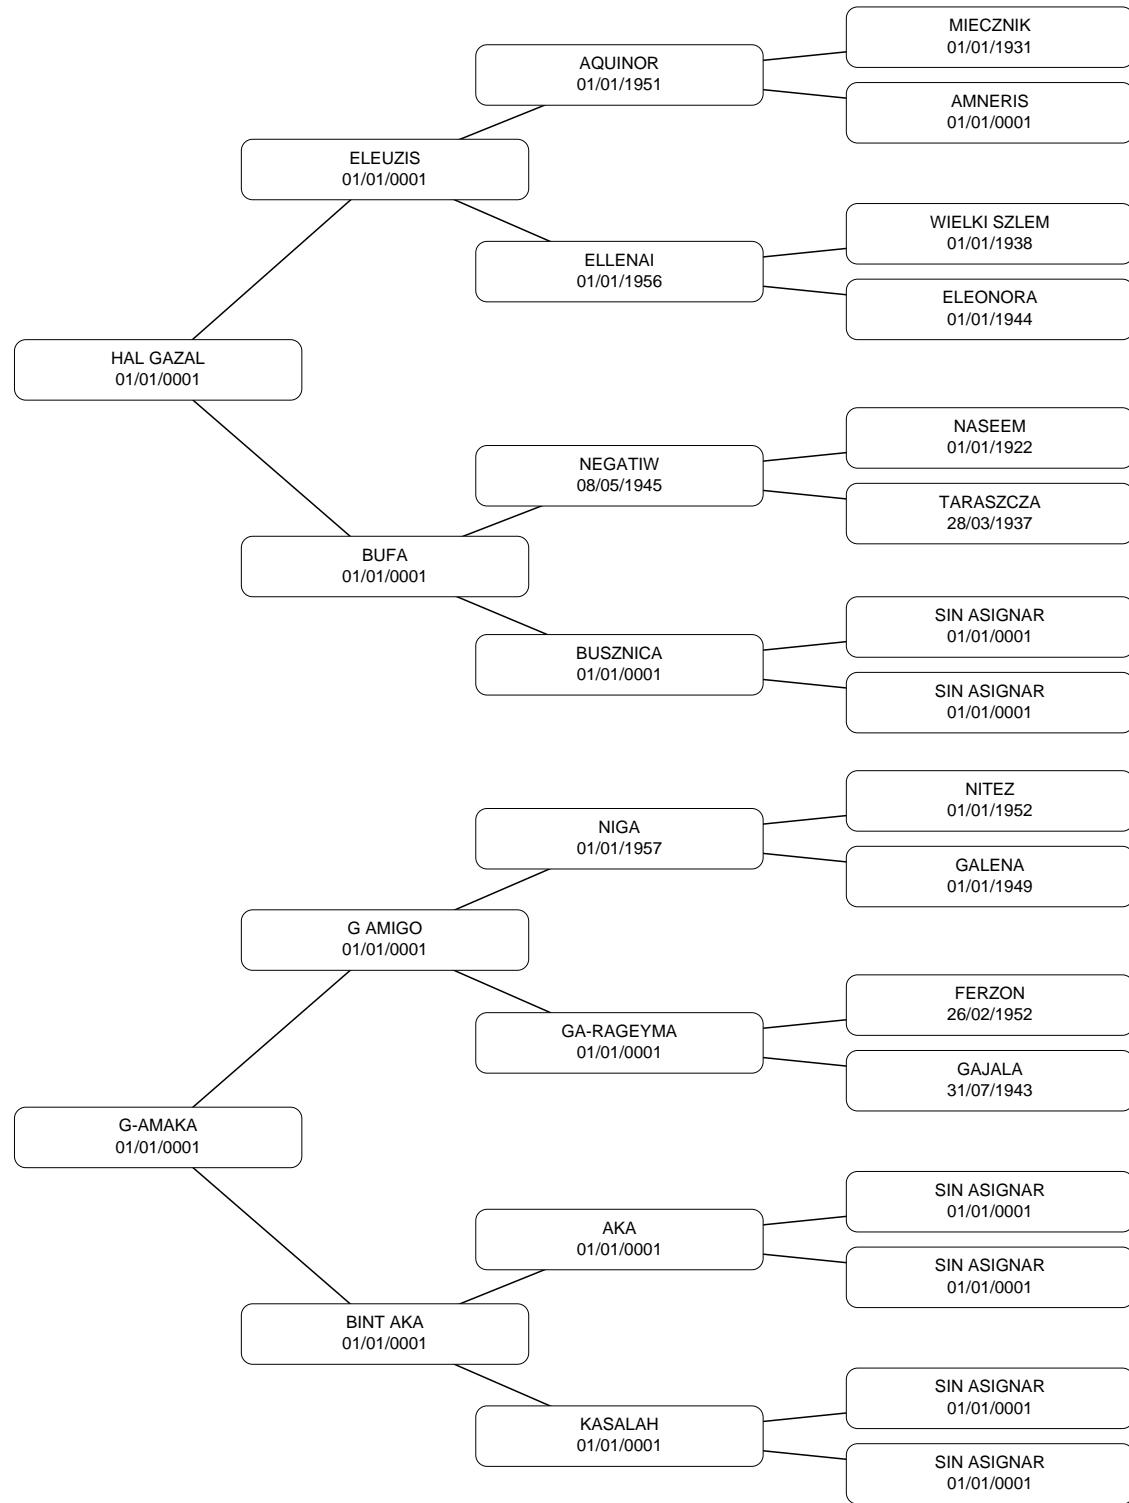 MIECZNIK
01/01/1931
AQUINOR
01/01/1951
AMNERIS
01/01/0001
ELEUZIS
01/01/0001
WIELKI SZLEM
01/01/1938
ELLENAI
01/01/1956
ELEONORA
01/01/1944
HAL GAZAL
01/01/0001
NASEEM
01/01/1922
NEGATIW
08/05/1945
TARASZCZA
28/03/1937
BUFA
01/01/0001
SIN ASIGNAR
01/01/0001
BUSZNICA
01/01/0001
SIN ASIGNAR
01/01/0001
NITEZ
01/01/1952
NIGA
01/01/1957
GALENA
01/01/1949
G AMIGO
01/01/0001
FERZON
26/02/1952
GA-RAGEYMA
01/01/0001
GAJALA
31/07/1943
G-AMAKA
01/01/0001
SIN ASIGNAR
01/01/0001
AKA
01/01/0001
SIN ASIGNAR
01/01/0001
BINT AKA
01/01/0001
SIN ASIGNAR
01/01/0001
KASALAH
01/01/0001
SIN ASIGNAR
01/01/0001